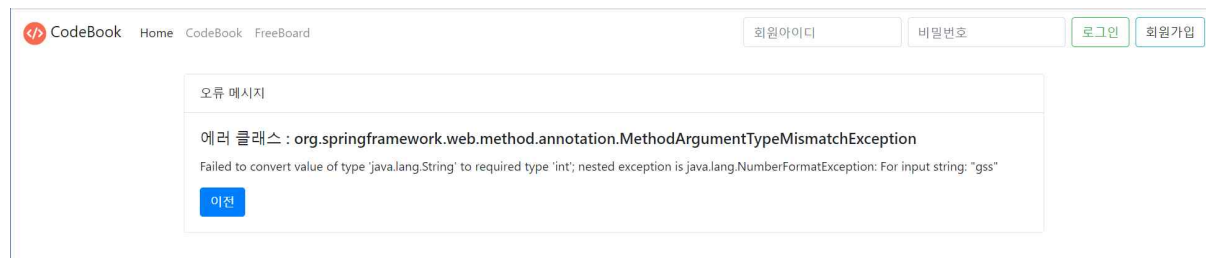 CodeBook Home CodeBook FreeBoard 회원아이디 비밀번호 로그인 회원가입
오류 메시지
에러 클래스 : org.springframework.web.method.annotation.MethodArgumentTypeMismatchException
Failed to convert value of type 'java.lang.String' to required type 'int'; nested exception is java.lang.NumberFormatException: For input string: "gss"
이전